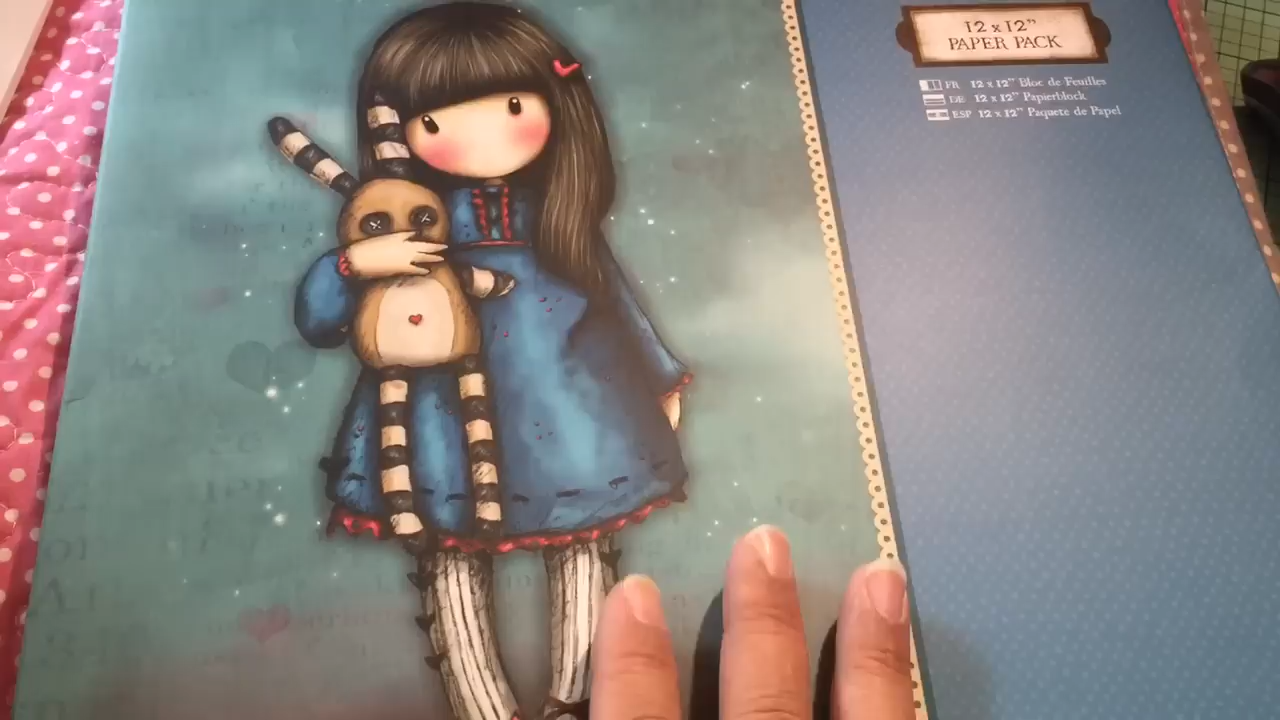 12 x 12"
PAPER PACK
FR 12 x 12" Bloc de Feuilles
DE 12 x 12" Papierblock
ESP 12 x 12" Paquete de Papel